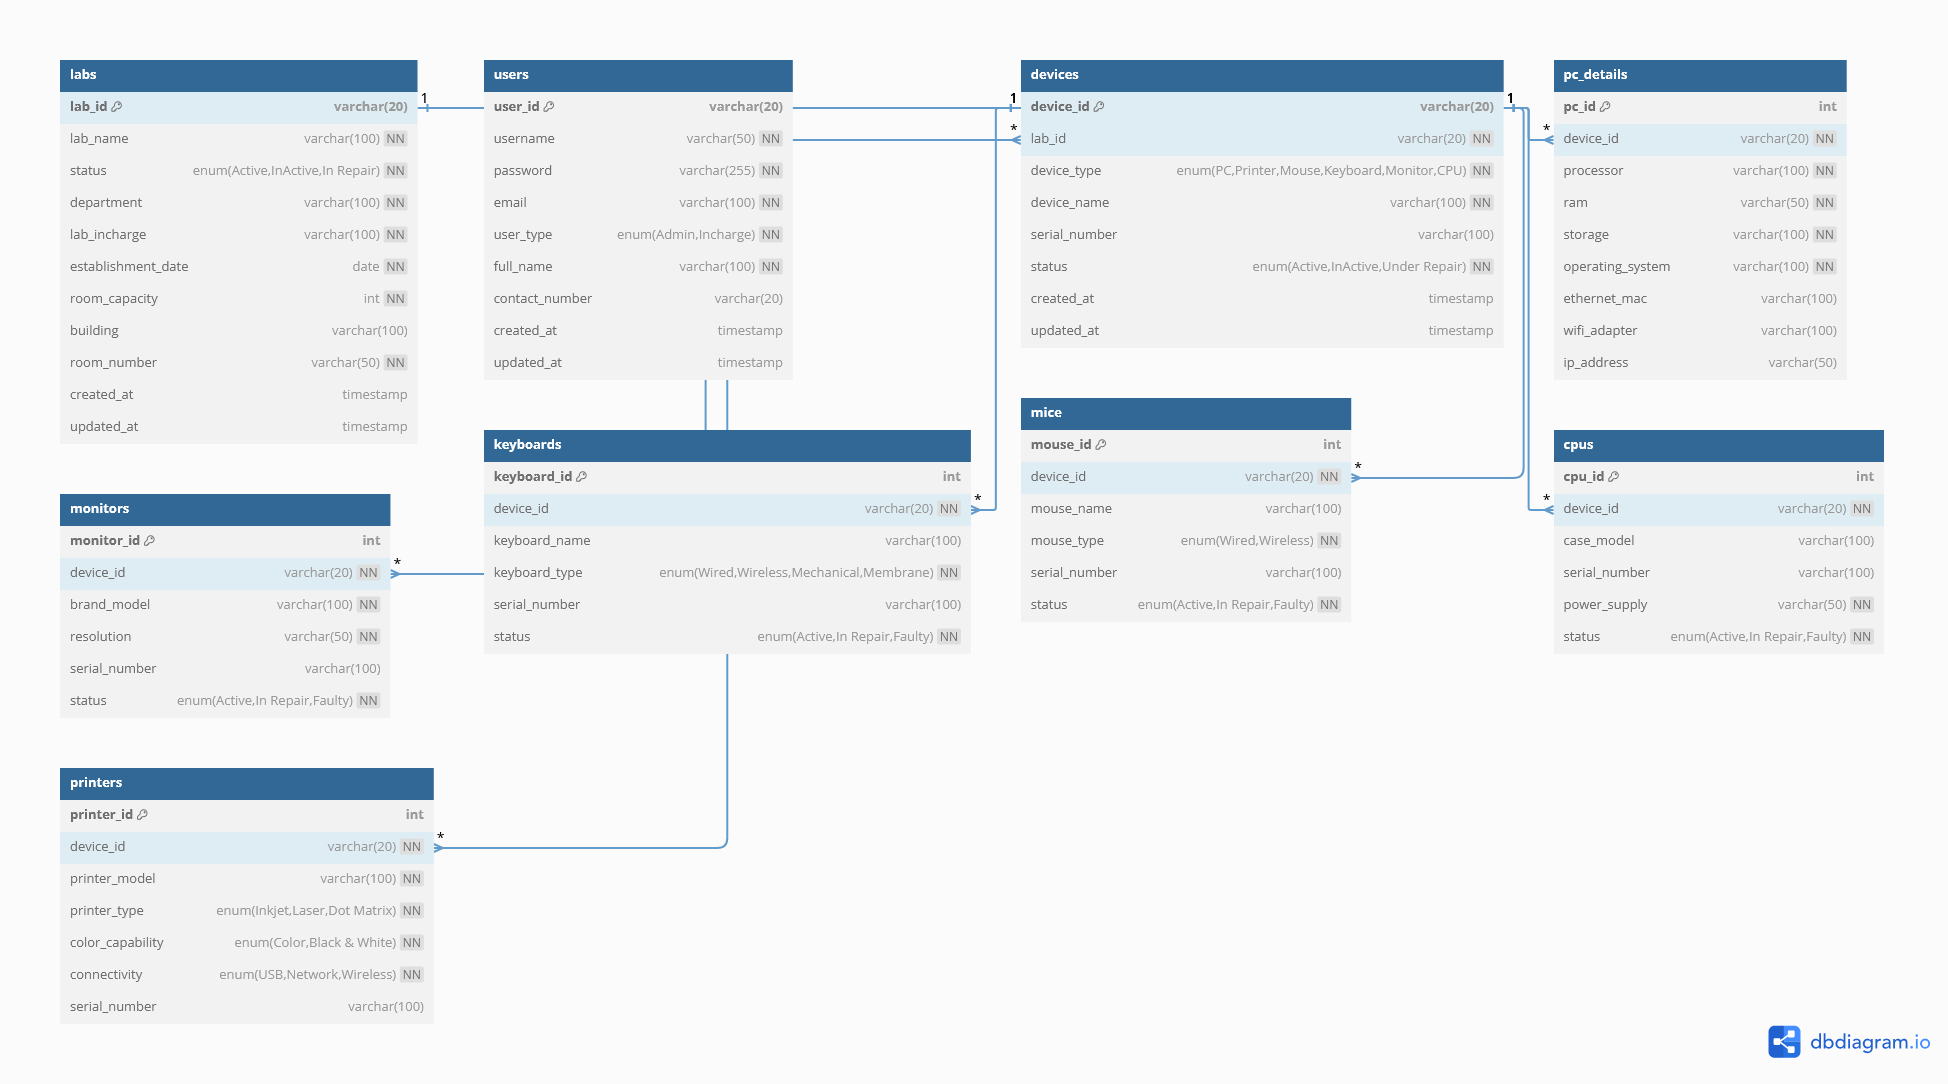 labs
lab_id varchar(20)
lab_name varchar(100) NN
status enum(Active,InActive,In Repair) NN
department varchar(100) NN
lab_incharge varchar(100) NN
establishment_date date NN
room_capacity int NN
building varchar(100)
room_number varchar(50) NN
created_at timestamp
updated_at timestamp
1
users
user_id varchar(20)
username varchar(50) NN
password varchar(255) NN
email varchar(100) NN
user_type enum(Admin,Incharge) NN
full_name varchar(100) NN
contact_number varchar(20)
created_at timestamp
updated_at timestamp
1
*
devices
device_id varchar(20)
lab_id varchar(20) NN
device_type enum(PC,Printer,Mouse,Keyboard,Monitor,CPU) NN
device_name varchar(100) NN
serial_number varchar(100)
status enum(Active,InActive,Under Repair) NN
created_at timestamp
updated_at timestamp
1
*
pc_details
pc_id int
device_id varchar(20) NN
processor varchar(100) NN
ram varchar(50) NN
storage varchar(100) NN
operating_system varchar(100) NN
ethernet_mac varchar(100)
wifi_adapter varchar(100)
ip_address varchar(50)
monitors
monitor_id int
device_id varchar(20) NN
brand_model varchar(100) NN
resolution varchar(50) NN
serial_number varchar(100)
status enum(Active,In Repair,Faulty) NN
*
keyboards
keyboard_id int
device_id varchar(20) NN
keyboard_name varchar(100)
keyboard_type enum(Wired,Wireless,Mechanical,Membrane) NN
serial_number varchar(100)
status enum(Active,In Repair,Faulty) NN
*
mice
mouse_id int
device_id varchar(20) NN
mouse_name varchar(100)
mouse_type enum(Wired,Wireless) NN
serial_number varchar(100)
status enum(Active,In Repair,Faulty) NN
*
*
cpus
cpu_id int
device_id varchar(20) NN
case_model varchar(100)
serial_number varchar(100)
power_supply varchar(50) NN
status enum(Active,In Repair,Faulty) NN
printers
printer_id int
device_id varchar(20) NN
printer_model varchar(100) NN
printer_type enum(Inkjet,Laser,Dot Matrix) NN
color_capability enum(Color,Black & White) NN
connectivity enum(USB,Network,Wireless) NN
serial_number varchar(100)
*
dbdiagram.io